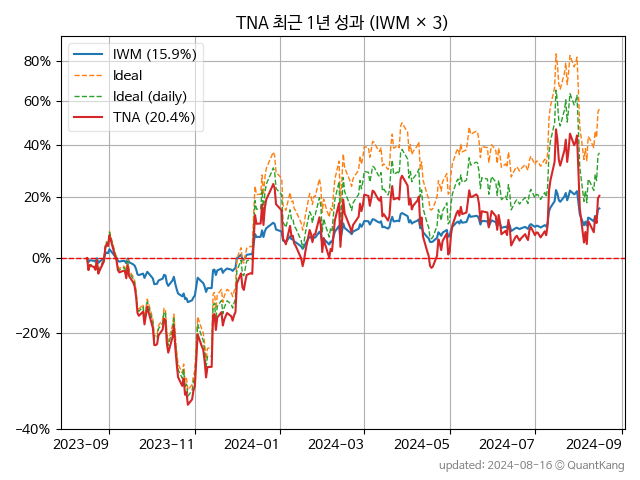 TNA 최근 1년 성과 (IWM × 3)
IWM (15.9%)
Ideal
Ideal (daily)
TNA (20.4%)
80%
60%
40%
20%
0%
−20%
−40%
2023-09 2023-11 2024-01 2024-03 2024-05 2024-07 2024-09
updated: 2024-08-16 © QuantKang